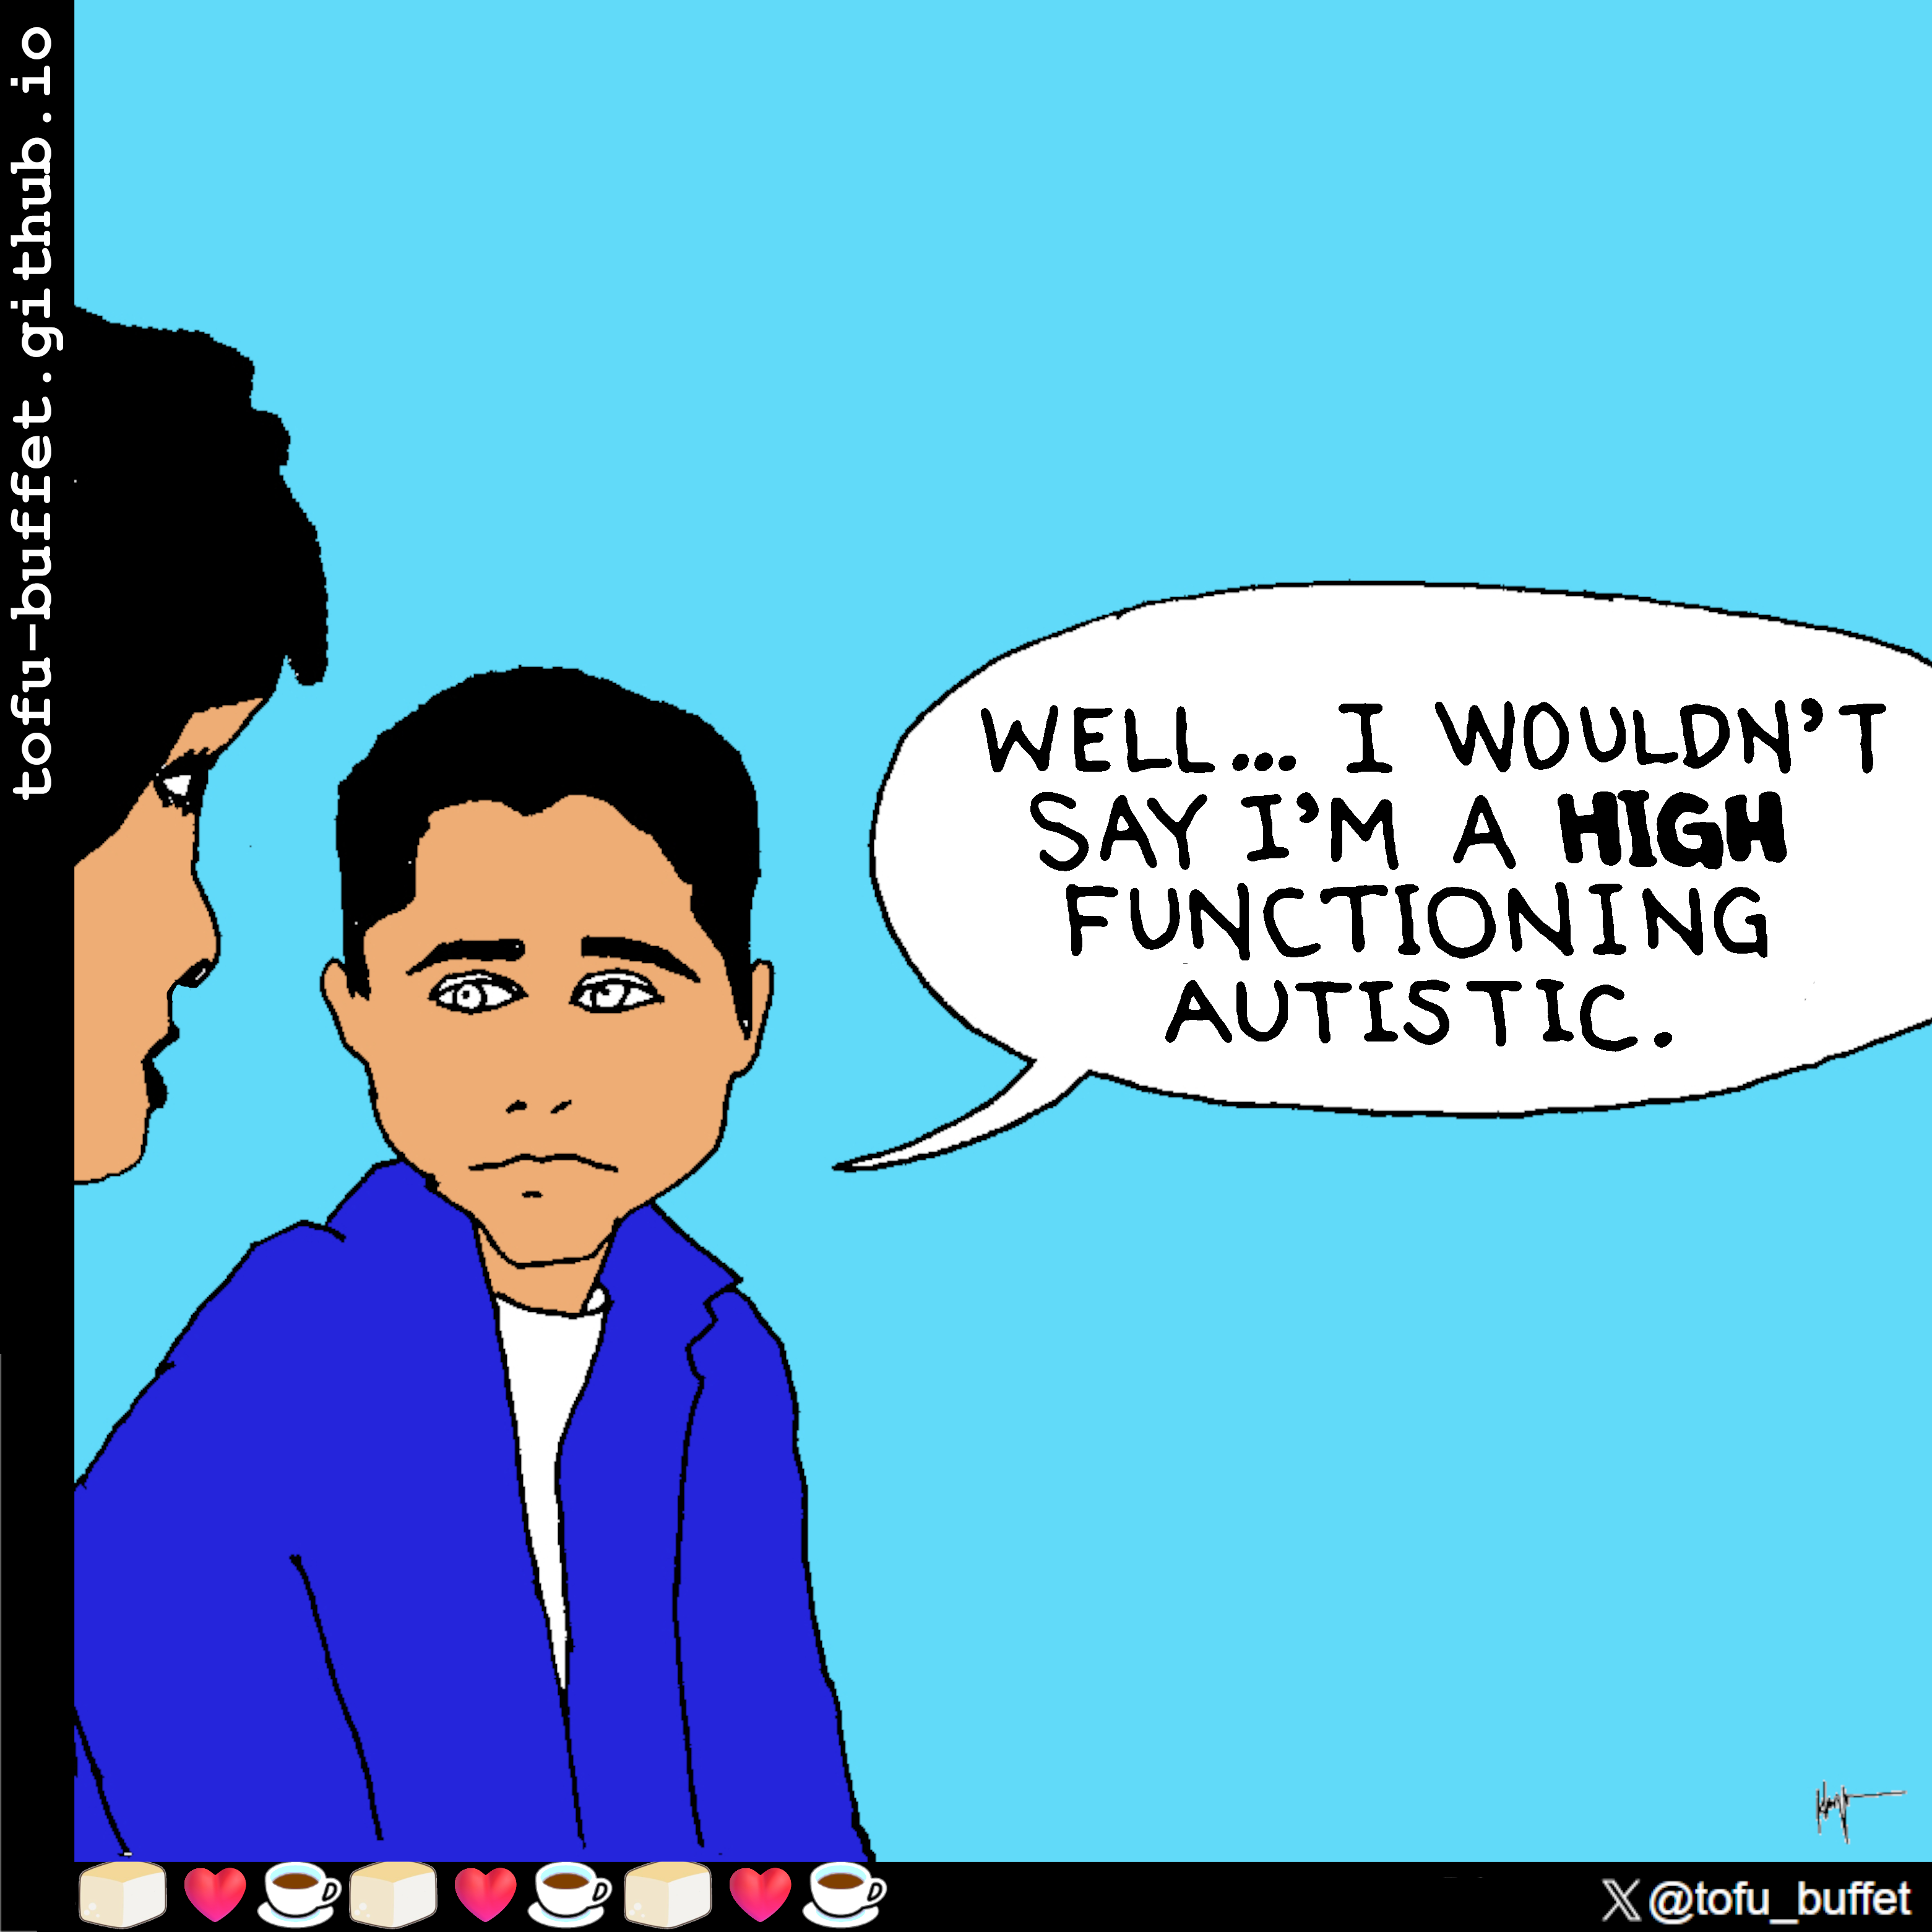 tofu-buffet.github.io
WELL... I WOULDN'T
SAY I'M A HIGH
FUNCTIONING
AUTISTIC.
𝕏 @tofu_buffet